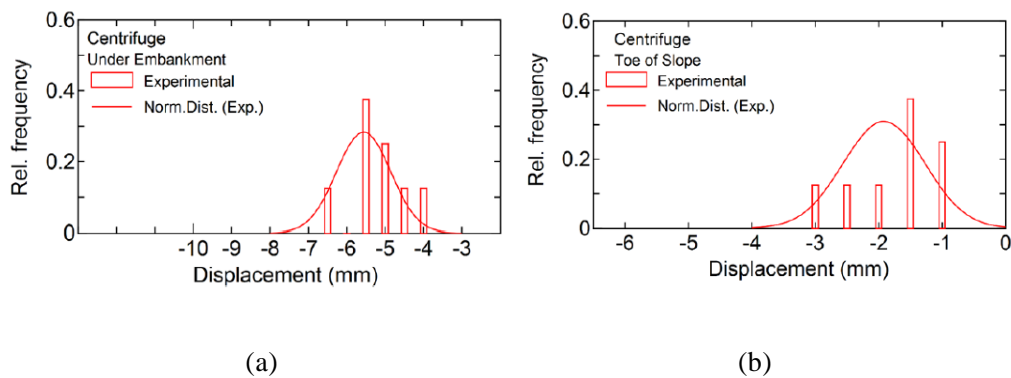 0.6
0.4
0.2
0
Rel. frequency
Centrifuge
Under Embankment
Experimental
Norm.Dist. (Exp.)
-10 -9 -8 -7 -6 -5 -4 -3
Displacement (mm)
(a)
0.6
0.4
0.2
0
Rel. frequency
Centrifuge
Toe of Slope
Experimental
Norm.Dist. (Exp.)
-6 -5 -4 -3 -2 -1 0
Displacement (mm)
(b)